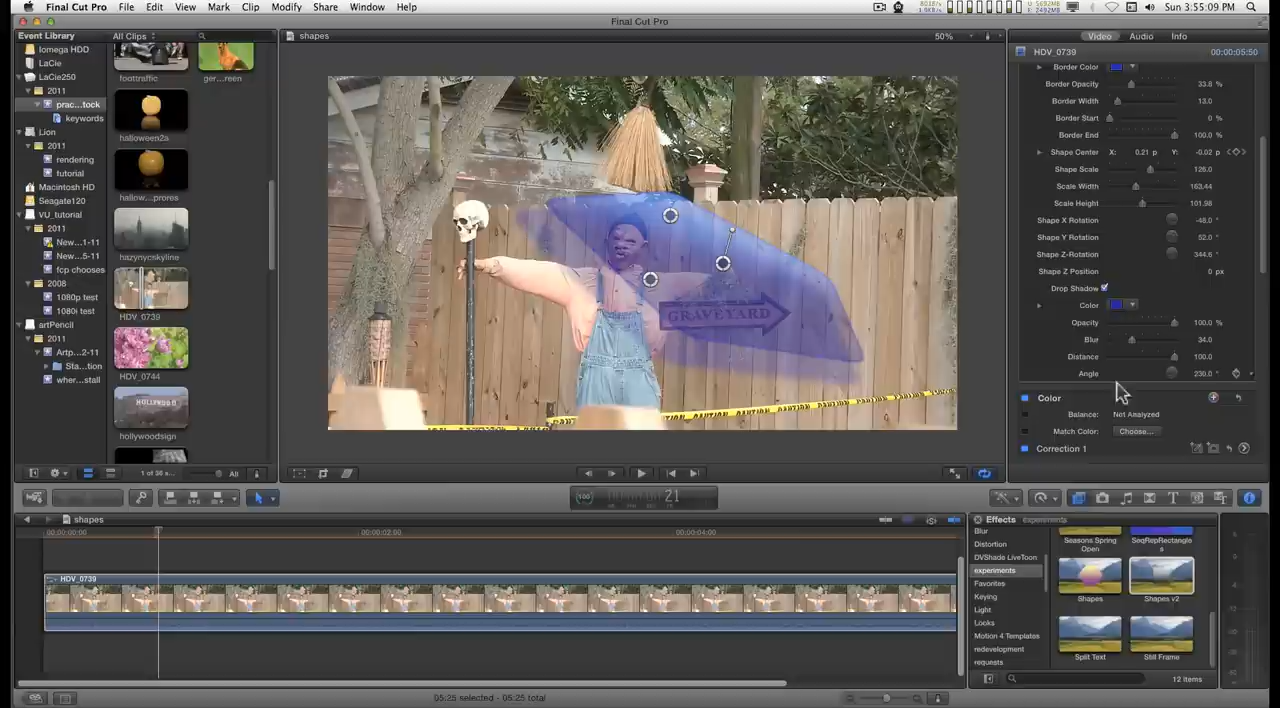 Final Cut Pro File Edit View Mark Clip Modify Share Window Help Sun 3:55:09 PM
Final Cut Pro
Event Library All Clips shapes 50% Video Audio Info
Iomega HDD
LaCie
LaCie250
2011
prac...tock
keywords
Lion
2011
rendering
tutorial
Macintosh HD
Seagate120
VU_tutorial
2011
New...1-11
New...5-11
fcp chooses
2008
1080p test
1080i test
artPencil
2011
Artp...2-11
Sta...tion
wher...stall
foottraffic
ger...reen
halloween2a
hallow...prores
hazynycskyline
HDV_0739
HDV_0744
hollywoodsign
HOLLYWOOD
GRAVEYARD
CAUTION CAUTION CAUTION
HDV_0739 00:00:05:50
Border Color
Border Opacity 33.8 %
Border Width 13.0
Border Start 0 %
Border End 100.0 %
Shape Center X: 0.21 p Y: -0.02 p
Shape Scale 126.0
Scale Width 163.44
Scale Height 101.98
Shape X Rotation -48.0 °
Shape Y Rotation 52.0 °
Shape Z-Rotation 344.6 °
Shape Z Position 0 px
Drop Shadow
Color
Opacity 100.0 %
Blur 34.0
Distance 100.0
Angle 230.0 °
Color
Balance: Not Analyzed
Match Color: Choose...
Correction 1
1 of 36 s... All
100 21
shapes
00:00:00:00 00:00:02:00 00:00:04:00
HDV_0739
Effects experiments
Blur
Distortion
DVShade LiveToon
experiments
Favorites
Keying
Light
Looks
Motion 4 Templates
redevelopment
requests
Seasons Spring Open
SeqRepRectangles
Shapes
Shapes v2
Split Text
Still Frame
12 items
05:25 selected - 05:25 total